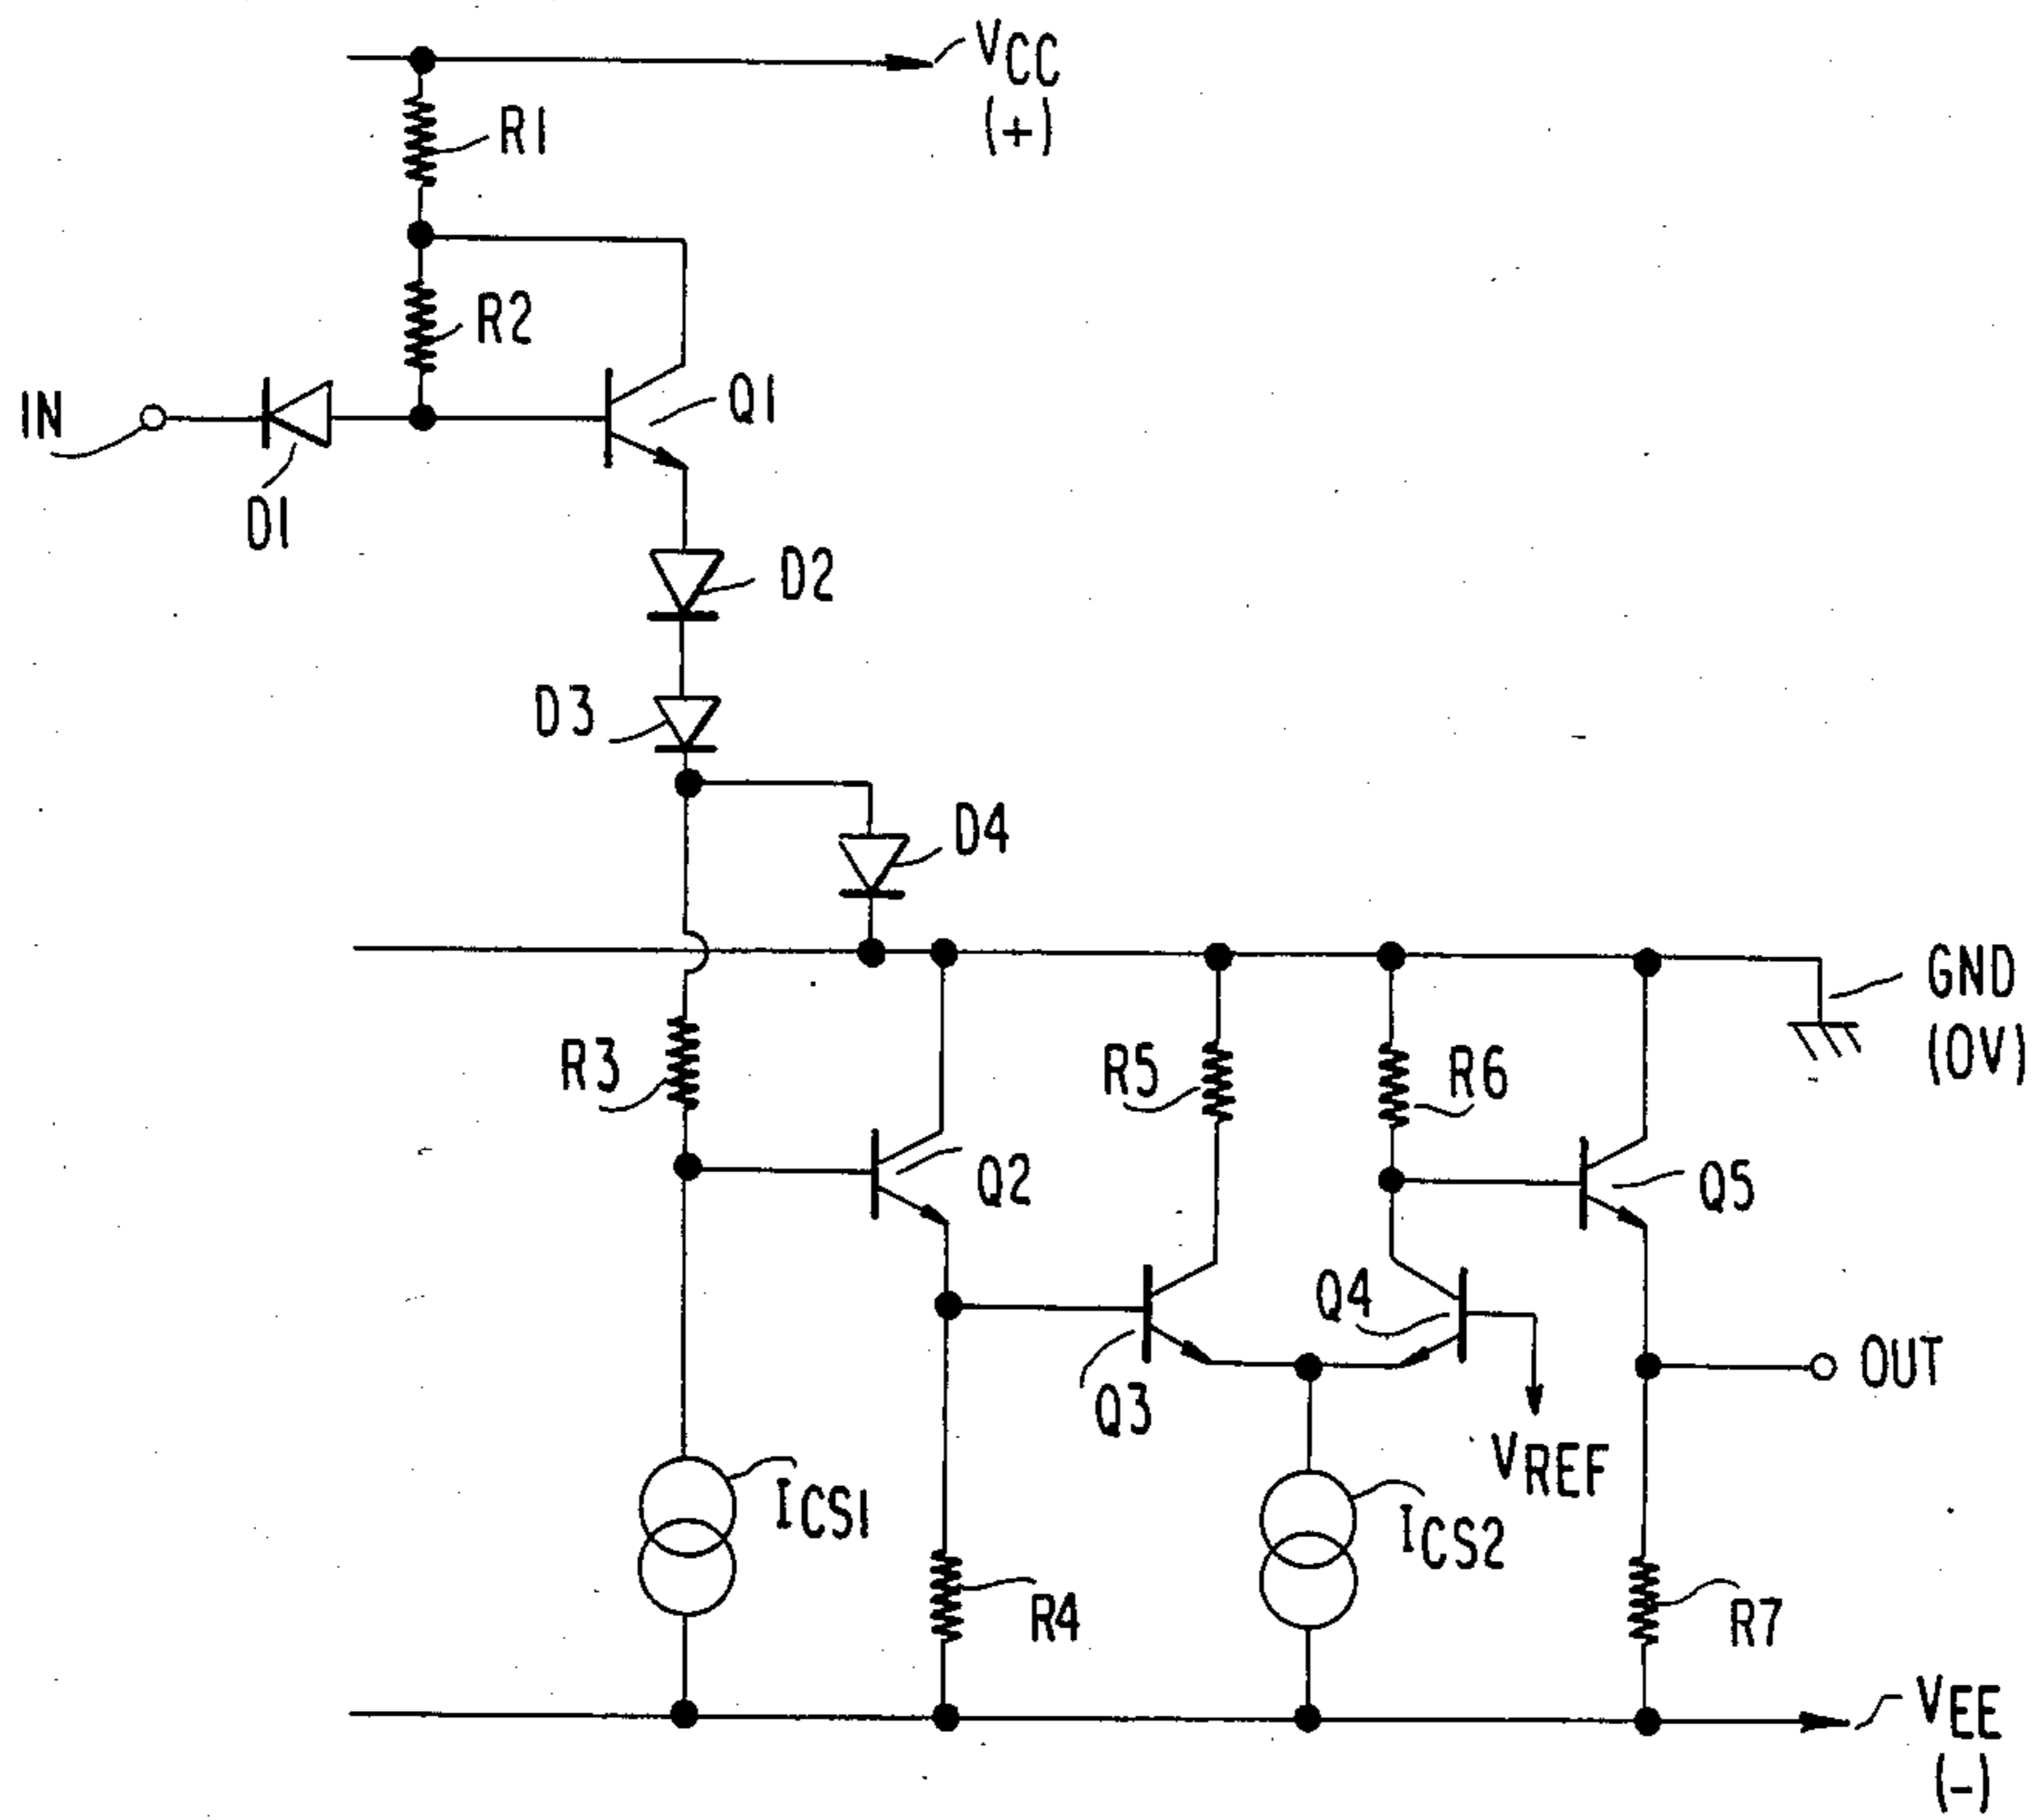 VCC
(+)
R1
R2
IN
Q1
D1
D2
D3
D4
GND
(0V)
R3
R5
R6
Q2
Q5
Q4
OUT
Q3
VREF
ICS1
ICS2
R4
R7
VEE
(-)